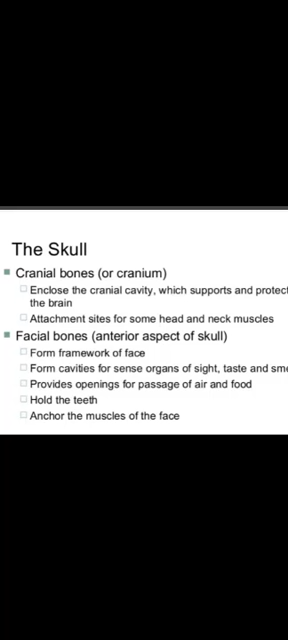 The Skull
Cranial bones (or cranium)
Enclose the cranial cavity, which supports and protect
the brain
Attachment sites for some head and neck muscles
Facial bones (anterior aspect of skull)
Form framework of face
Form cavities for sense organs of sight, taste and sme
Provides openings for passage of air and food
Hold the teeth
Anchor the muscles of the face